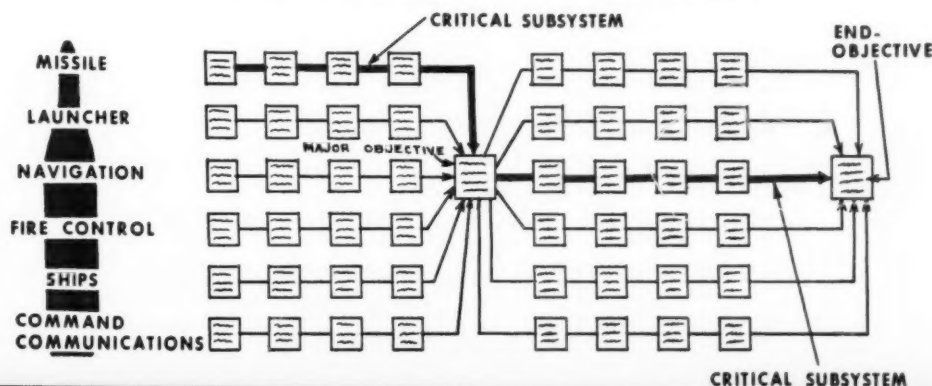 CRITICAL SUBSYSTEM
END-
OBJECTIVE
MISSILE
LAUNCHER
MAJOR OBJECTIVE
NAVIGATION
FIRE CONTROL
SHIPS
COMMAND
COMMUNICATIONS
CRITICAL SUBSYSTEM